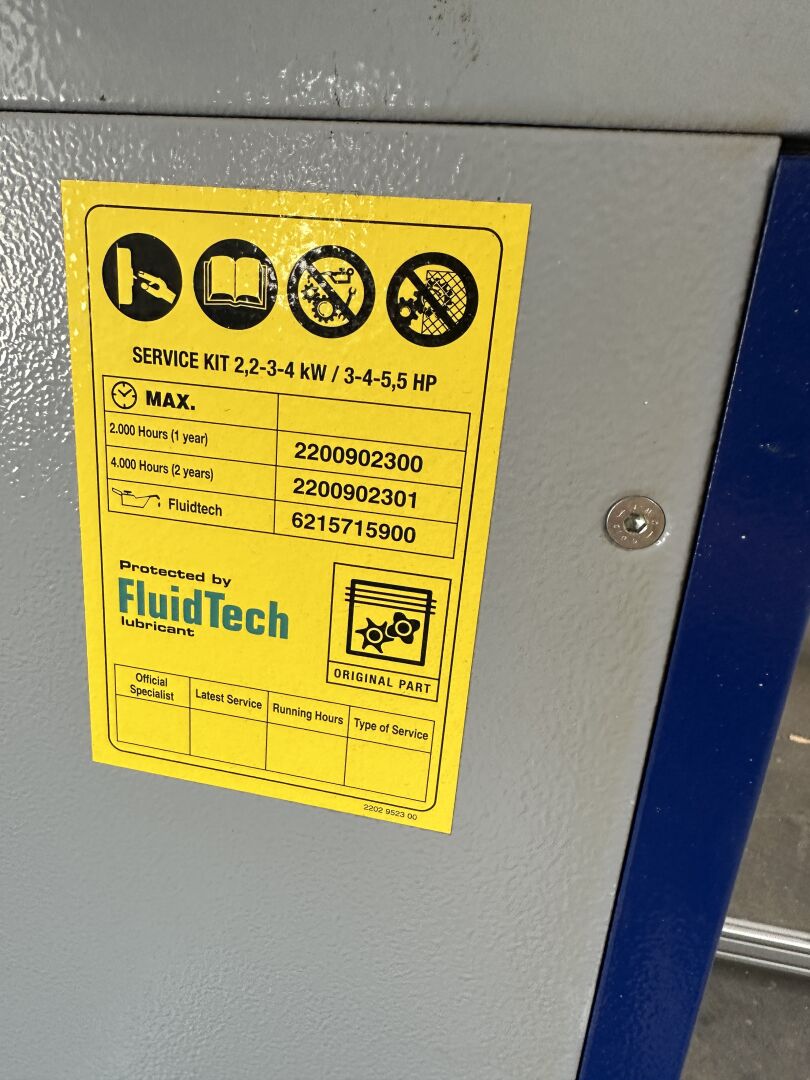 SERVICE KIT 2,2-3-4 kW / 3-4-5,5 HP
MAX.
2.000 Hours (1 year) 2200902300
4.000 Hours (2 years) 2200902301
Fluidtech 6215715900
Protected by
FluidTech
lubricant
ORIGINAL PART
Official Specialist Latest Service Running Hours Type of Service
2202 9523 00